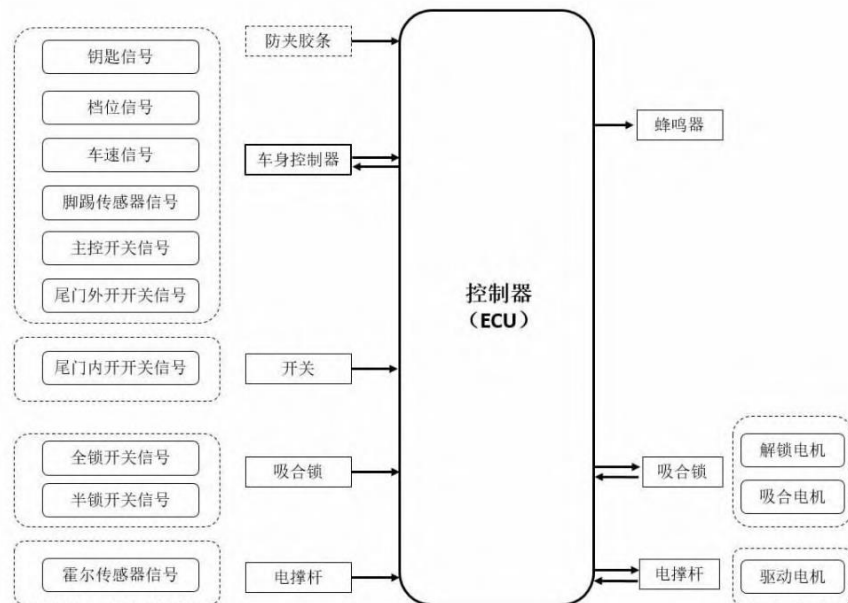 钥匙信号
档位信号
车速信号
脚踢传感器信号
主控开关信号
尾门外开开关信号
尾门内开开关信号
全锁开关信号
半锁开关信号
霍尔传感器信号
防夹胶条
车身控制器
开关
吸合锁
电撑杆
控制器
（ECU）
蜂鸣器
吸合锁
电撑杆
解锁电机
吸合电机
驱动电机